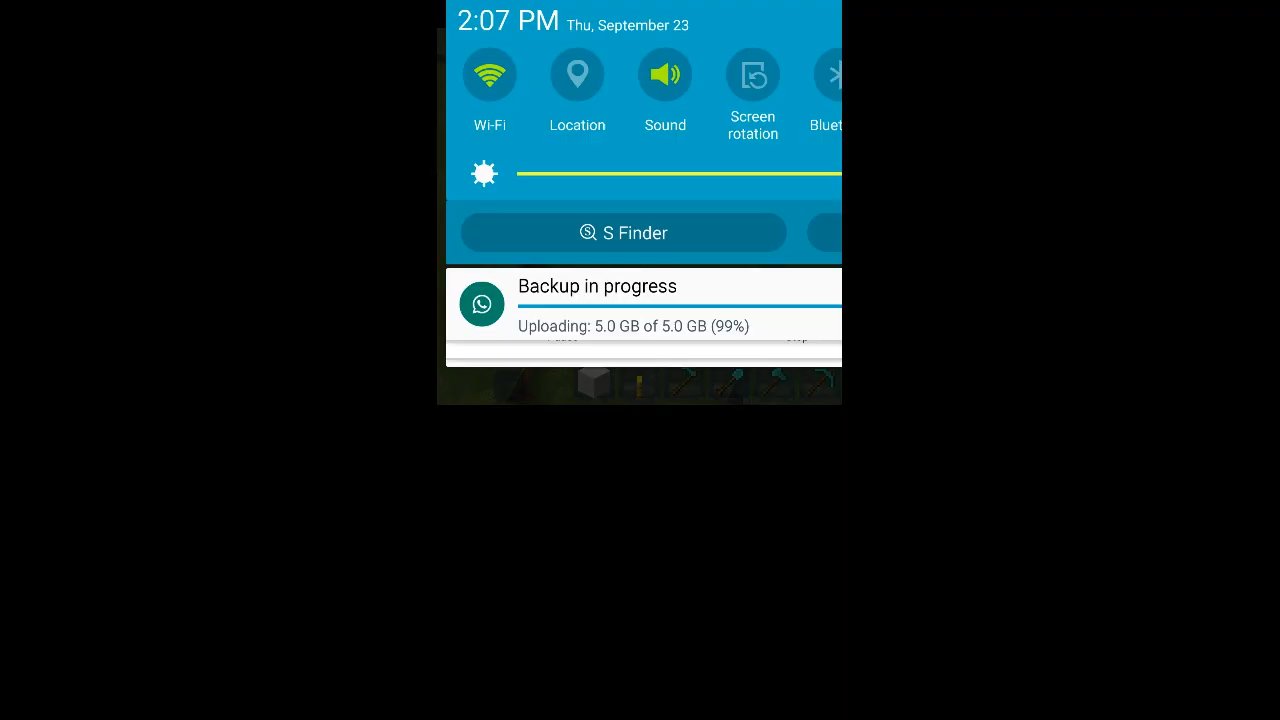 2:07 PM Thu, September 23
Wi-Fi Location Sound Screen rotation
S Finder
Backup in progress
Uploading: 5.0 GB of 5.0 GB (99%)